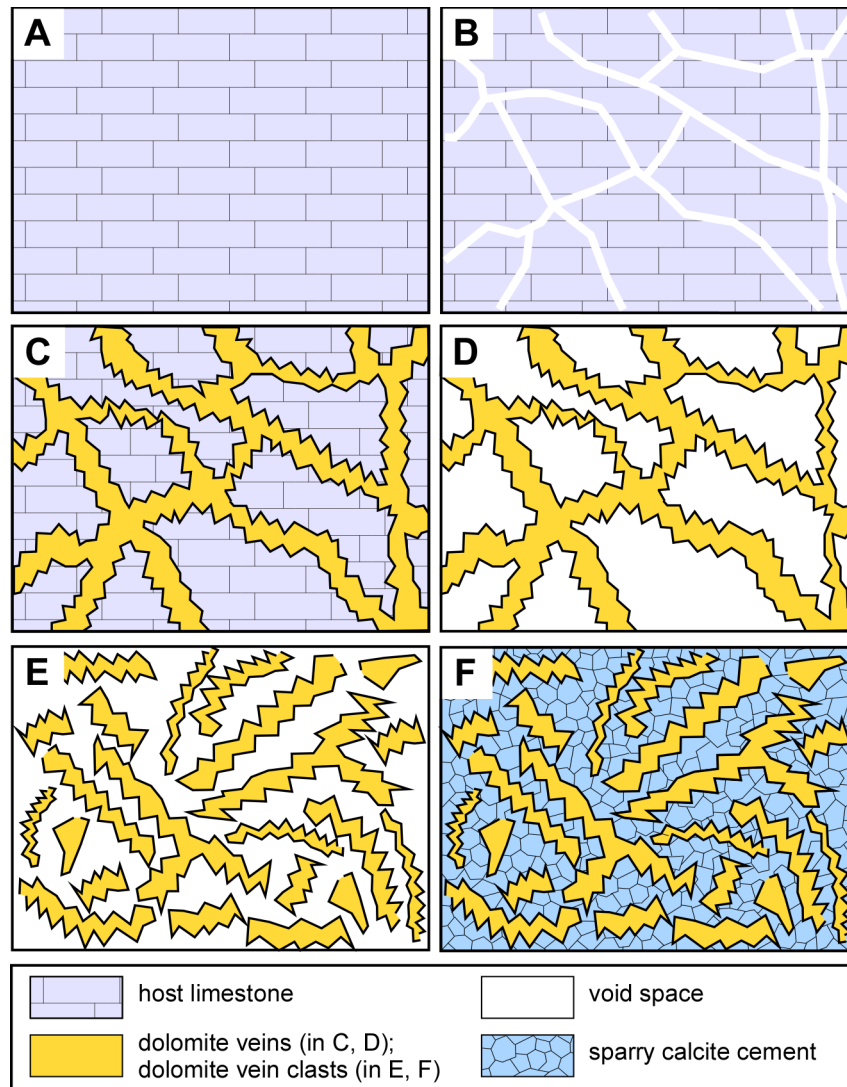 A
B
C
D
E
F
host limestone
void space
dolomite veins (in C, D);
dolomite vein clasts (in E, F)
sparry calcite cement